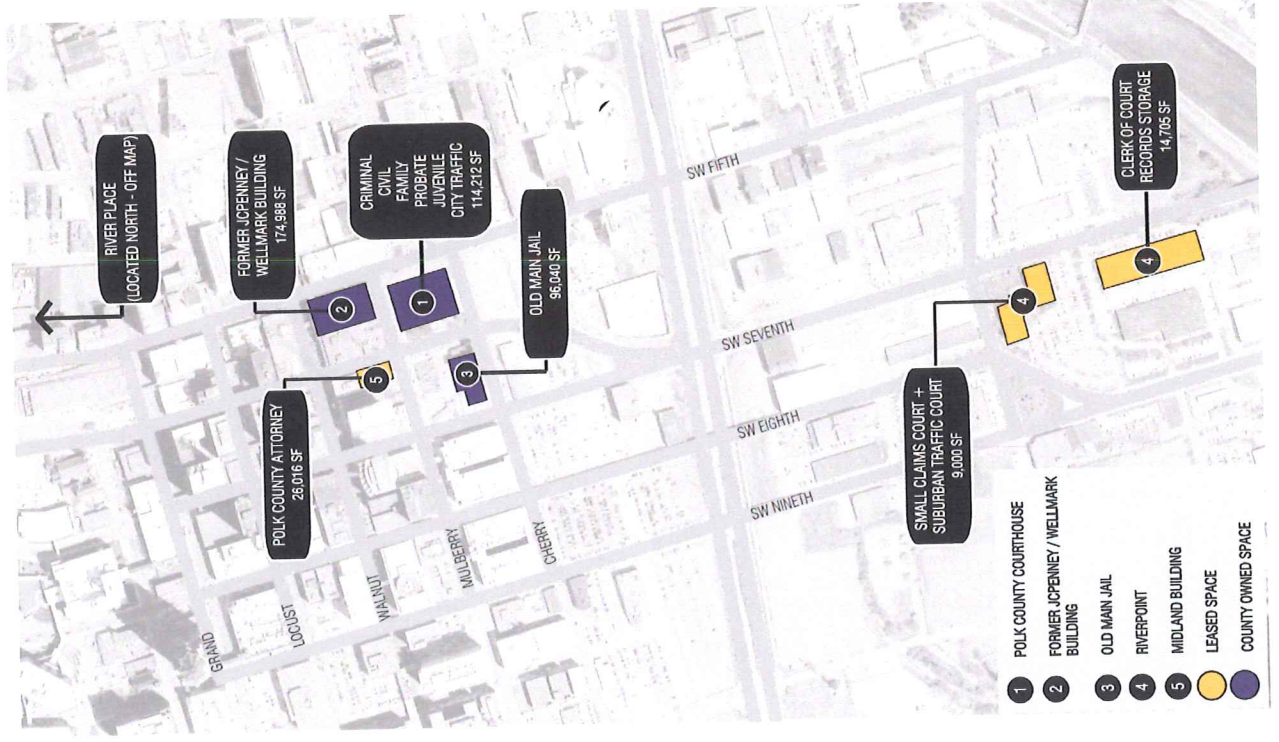 RIVER PLACE
(LOCATED NORTH - OFF MAP)
FORMER JCPENNEY /
WELLMARK BUILDING
174,988 SF
CRIMINAL
CIVIL
FAMILY
PROBATE
JUVENILE
CITY TRAFFIC
114,212 SF
OLD MAIN JAIL
96,040 SF
POLK COUNTY ATTORNEY
26,016 SF
2
1
5
3
GRAND
LOCUST
WALNUT
MULBERRY
CHERRY
SW FIFTH
SW SEVENTH
SW EIGHTH
SW NINETH
CLERK OF COURT
RECORDS STORAGE
14,705 SF
4
4
SMALL CLAIMS COURT +
SUBURBAN TRAFFIC COURT
9,000 SF
1 POLK COUNTY COURTHOUSE
2 FORMER JCPENNEY / WELLMARK
BUILDING
3 OLD MAIN JAIL
4 RIVERPOINT
5 MIDLAND BUILDING
LEASED SPACE
COUNTY OWNED SPACE